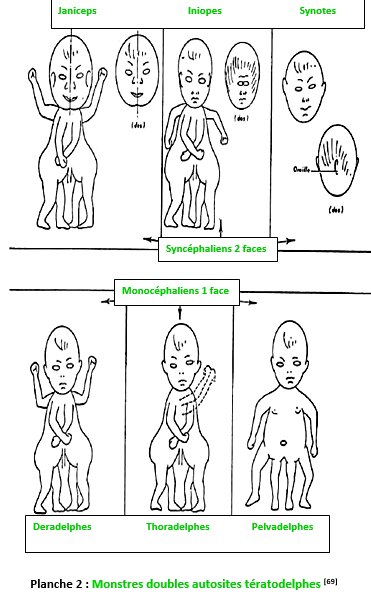 Janiceps Iniopes Synotes
(dos)
(dos)
Oreille
(dos)
Syncéphaliens 2 faces
Monocéphaliens 1 face
Deradelphes Thoradelphes Pelvadelphes
Planche 2 : Monstres doubles autosites tératodelphes [69]